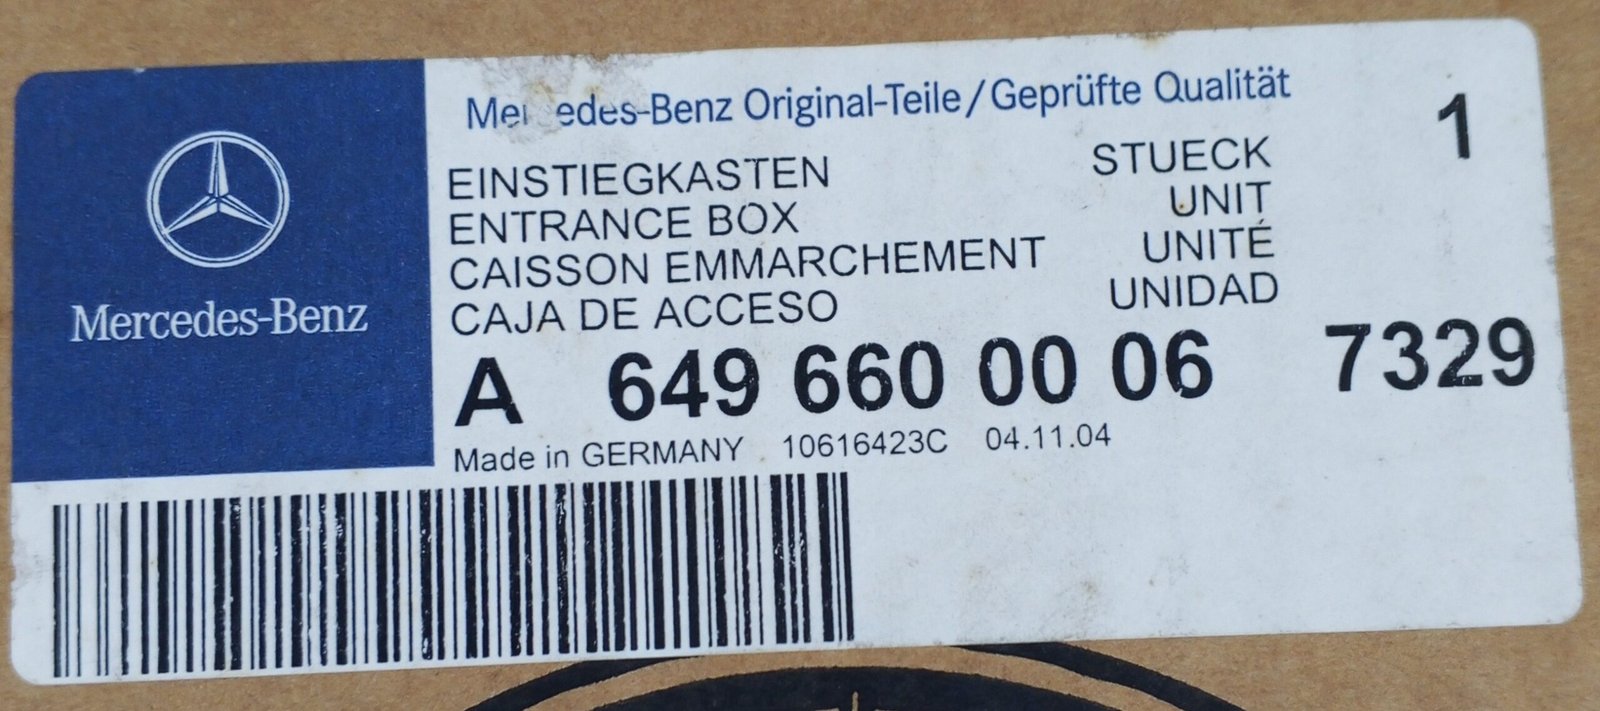 Mercedes-Benz
Mercedes-Benz Original-Teile/Geprüfte Qualität
EINSTIEGKASTEN STUECK 1
ENTRANCE BOX UNIT
CAISSON EMMARCHEMENT UNITÉ
CAJA DE ACCESO UNIDAD
A 649 660 00 06 7329
Made in GERMANY 10616423C 04.11.04